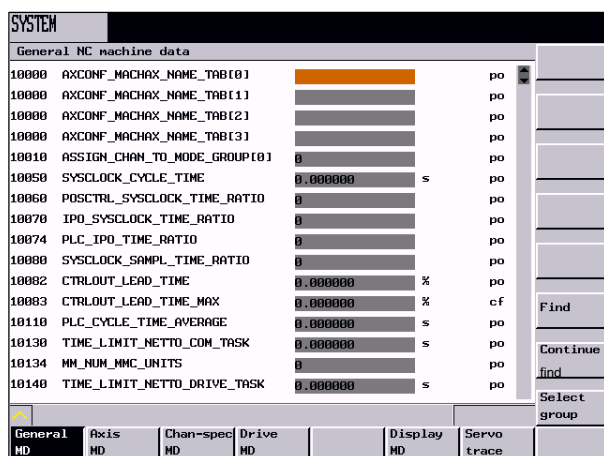 SYSTEM
General NC machine data
10000 AXCONF_MACHAX_NAME_TAB[0] po
10000 AXCONF_MACHAX_NAME_TAB[1] po
10000 AXCONF_MACHAX_NAME_TAB[2] po
10000 AXCONF_MACHAX_NAME_TAB[3] po
10010 ASSIGN_CHAN_TO_MODE_GROUP[0] 0 po
10050 SYSCLOCK_CYCLE_TIME 0.000000 s po
10060 POSCTRL_SYSCLOCK_TIME_RATIO 0 po
10070 IPO_SYSCLOCK_TIME_RATIO 0 po
10074 PLC_IPO_TIME_RATIO 0 po
10080 SYSCLOCK_SAMPL_TIME_RATIO 0 po
10082 CTRLOUT_LEAD_TIME 0.000000 % po
10083 CTRLOUT_LEAD_TIME_MAX 0.000000 % cf
10110 PLC_CYCLE_TIME_AVERAGE 0.000000 s po
10130 TIME_LIMIT_NETTO_COM_TASK 0.000000 s po
10134 MM_NUM_MMC_UNITS 0 po
10140 TIME_LIMIT_NETTO_DRIVE_TASK 0.000000 s po
Find
Continue
find
Select
group
General Axis Chan-spec Drive Display Servo
MD MD MD MD MD trace